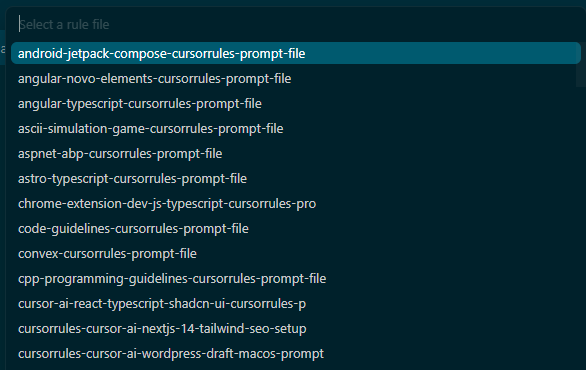 Select a rule file
android-jetpack-compose-cursorrules-prompt-file
angular-novo-elements-cursorrules-prompt-file
angular-typescript-cursorrules-prompt-file
ascii-simulation-game-cursorrules-prompt-file
aspnet-abp-cursorrules-prompt-file
astro-typescript-cursorrules-prompt-file
chrome-extension-dev-js-typescript-cursorrules-pro
code-guidelines-cursorrules-prompt-file
convex-cursorrules-prompt-file
cpp-programming-guidelines-cursorrules-prompt-file
cursor-ai-react-typescript-shadcn-ui-cursorrules-p
cursorrules-cursor-ai-nextjs-14-tailwind-seo-setup
cursorrules-cursor-ai-wordpress-draft-macos-prompt